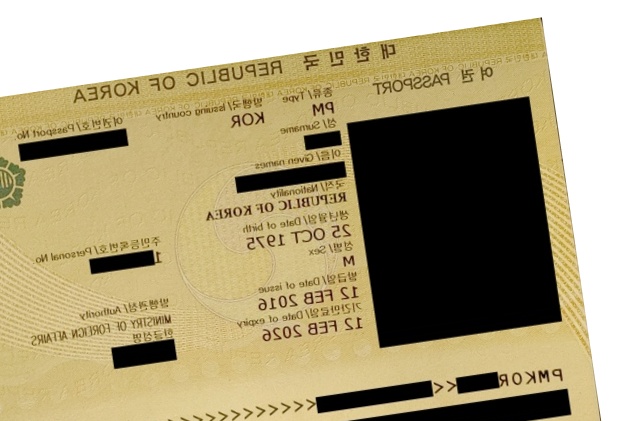 대한민국 REPUBLIC OF KOREA
여권 PASSPORT
종류/Type 발행국/Issuing country 여권번호/Passport No.
PM KOR
성/Surname
이름/Given names
국적/Nationality
REPUBLIC OF KOREA
생년월일/Date of birth 주민등록번호/Personal No.
25 OCT 1975 1
성별/Sex
M
발급일/Date of issue 발행관청/Authority
12 FEB 2016 MINISTRY OF FOREIGN AFFAIRS
기간만료일/Date of expiry 한글성명
12 FEB 2026
PMKOR <<